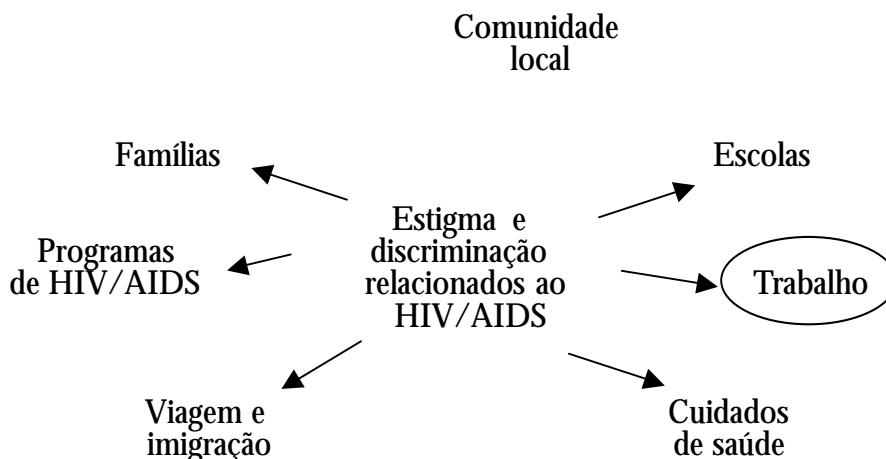 Comunidade
local
Famílias
Escolas
Estigma e
discriminação
relacionados ao
HIV/AIDS
Programas
de HIV/AIDS
Trabalho
Viagem e
imigração
Cuidados
de saúde